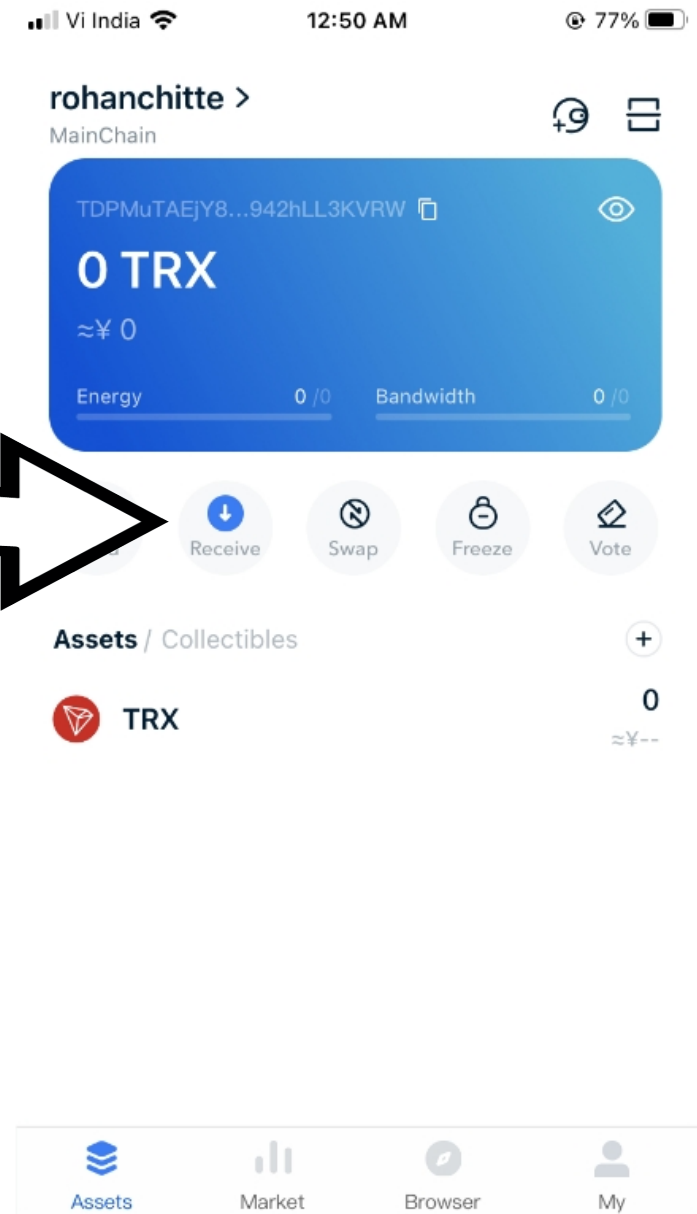 Vi India 12:50 AM 77%
rohanchitte >
MainChain
TDPMuTAEjY8...942hLL3KVRW
0 TRX
≈¥ 0
Energy 0 /0 Bandwidth 0 /0
Receive Swap Freeze Vote
Assets / Collectibles
TRX 0
≈¥--
Assets Market Browser My